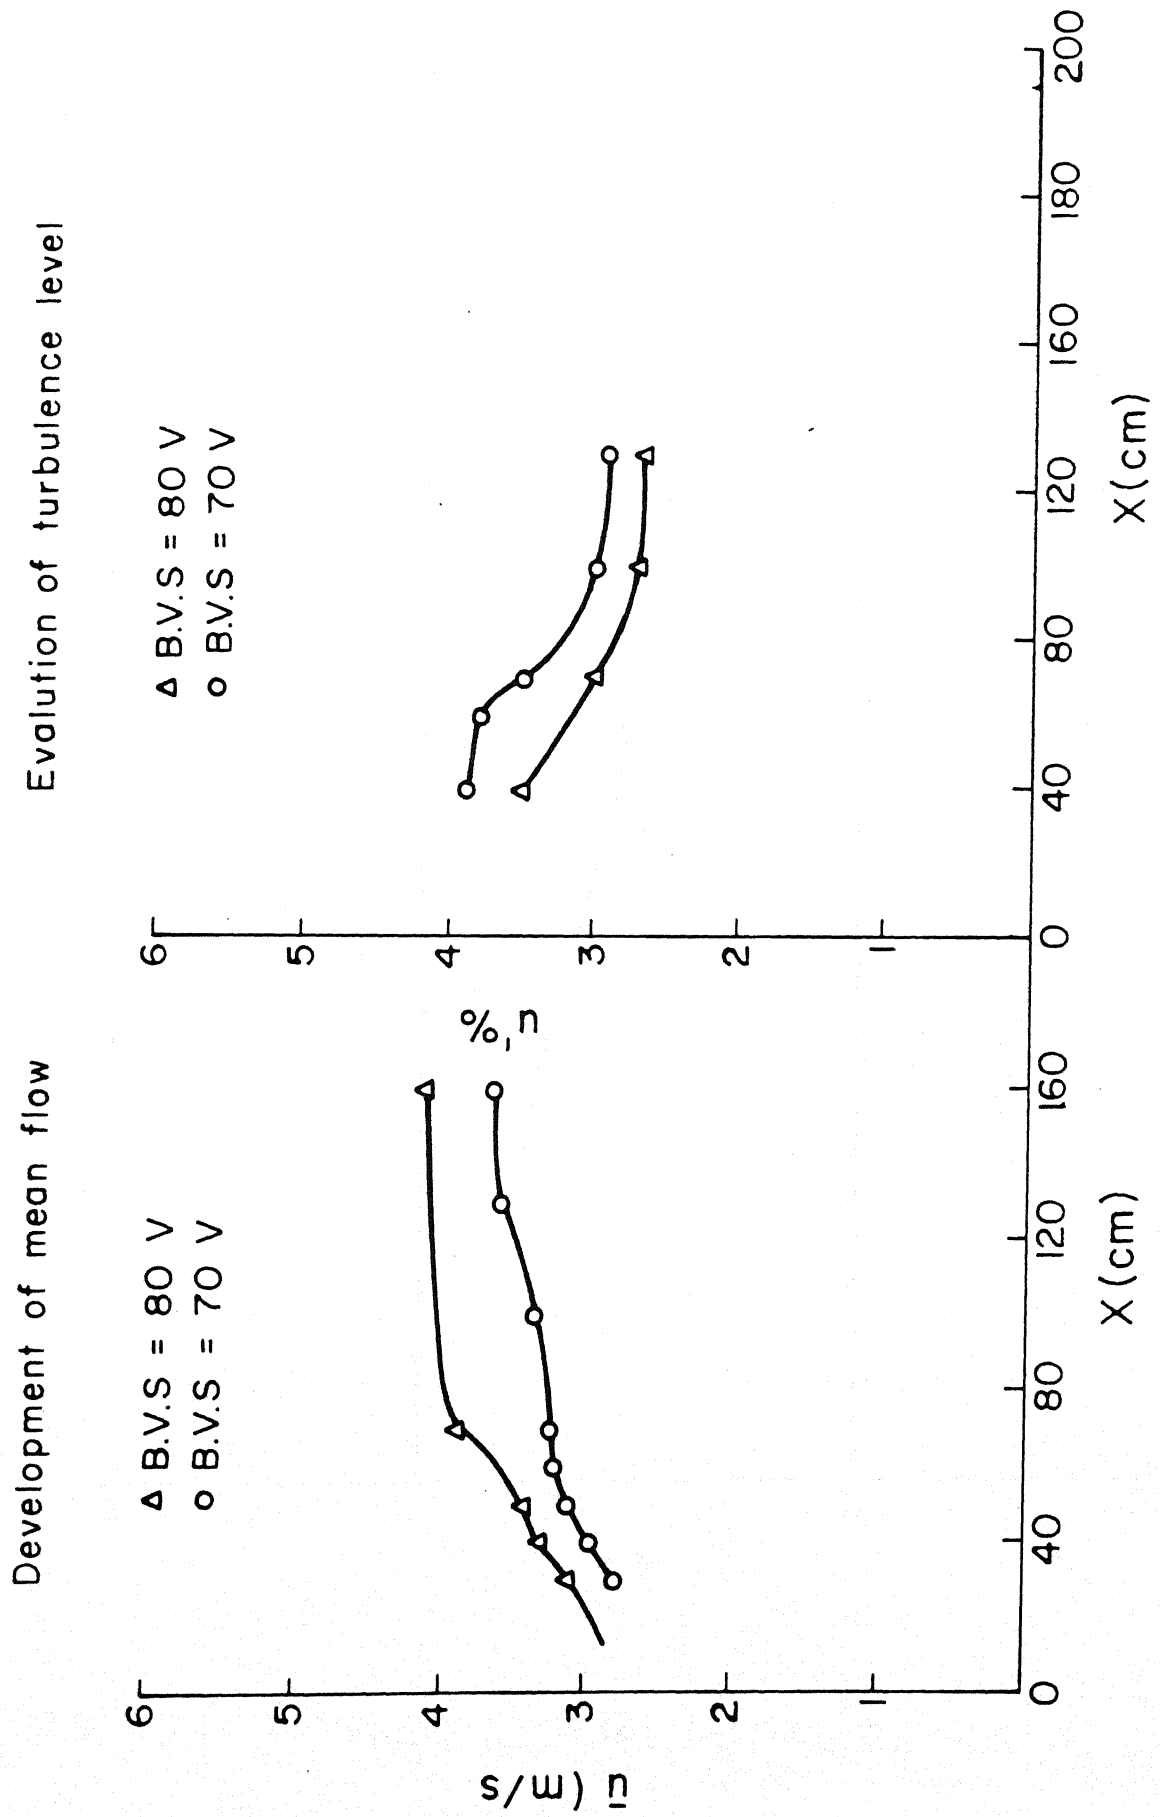 Development of mean flow
△ B.V.S = 80 V
○ B.V.S = 70 V
ū (m/s
6
5
4
3
2
1
0
40
80
120
160
X (cm)
Evalution of turbulence level
△ B.V.S = 80 V
○ B.V.S = 70 V
u' %
6
5
4
3
2
1
0
40
80
120
160
180
200
X (cm)